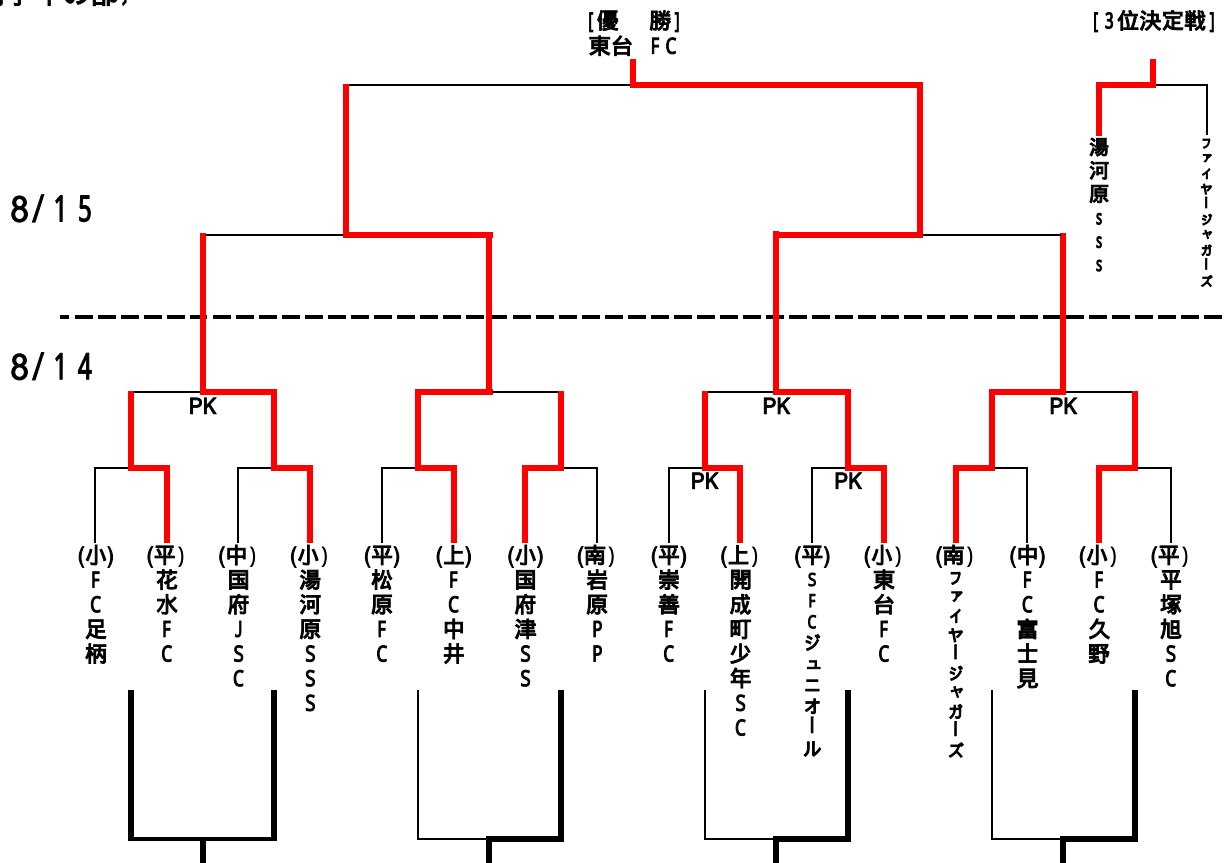 [優 勝]
東台 FC
[3位決定戦]
湯河原SSS
ファイヤージャガーズ
8/15
8/14
PK
PK
PK
PK
PK
(小)FC足柄
(平)花水FC
(中)国府JSC
(小)湯河原SSS
(平)松原FC
(上)FC中井
(小)国府津SS
(南)岩原PP
(平)崇善FC
(上)開成町少年SC
(平)SFCジュニオール
(小)東台FC
(南)ファイヤージャガーズ
(中)FC富士見
(小)FC久野
(平)平塚旭SC